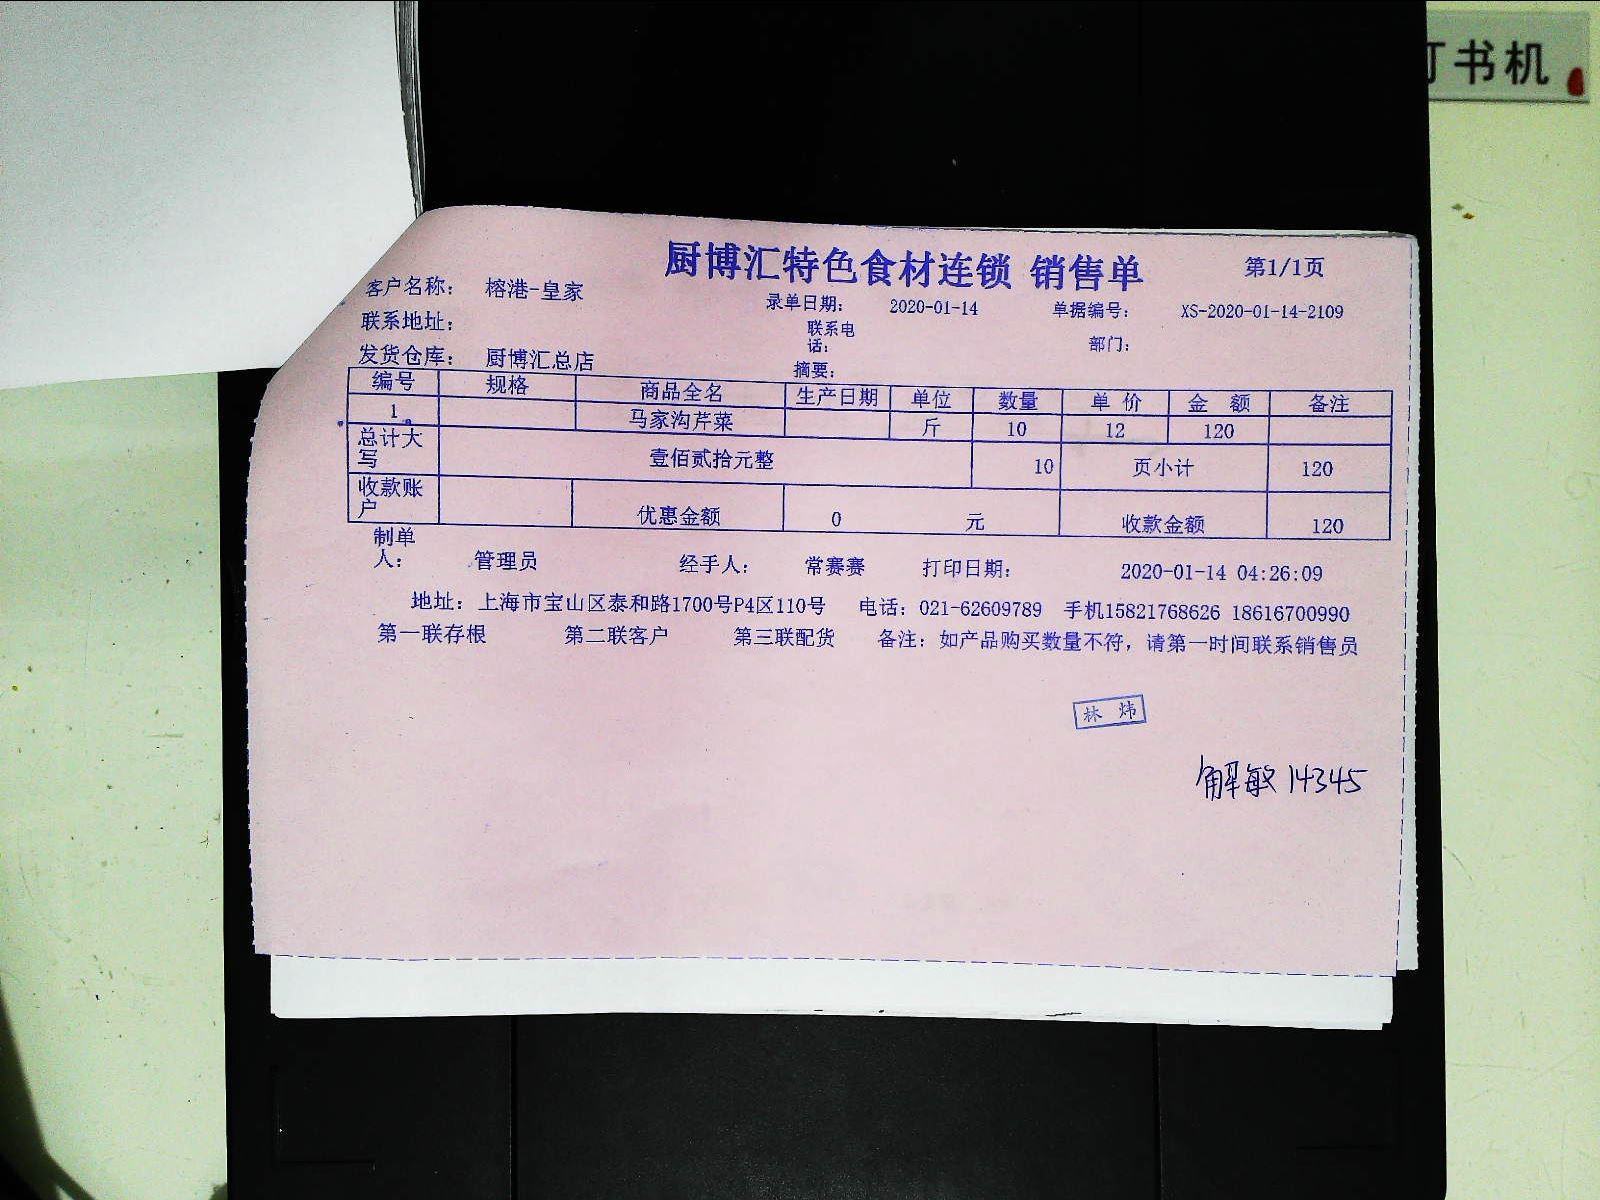 订书机
厨博汇特色食材连锁 销售单 第1/1页
客户名称： 榕港-皇家 录单日期： 2020-01-14 单据编号： XS-2020-01-14-2109
联系地址： 联系电话： 部门：
发货仓库： 厨博汇总店 摘要：
编号 规格 商品全名 生产日期 单位 数量 单 价 金 额 备注
1 马家沟芹菜 斤 10 12 120
总计大写 壹佰贰拾元整 10 页小计 120
收款账户 优惠金额 0 元 收款金额 120
制单人： 管理员 经手人： 常赛赛 打印日期： 2020-01-14 04:26:09
地址：上海市宝山区泰和路1700号P4区110号 电话：021-62609789 手机15821768626 18616700990
第一联存根 第二联客户 第三联配货 备注：如产品购买数量不符，请第一时间联系销售员
林 炜
解敏 14345